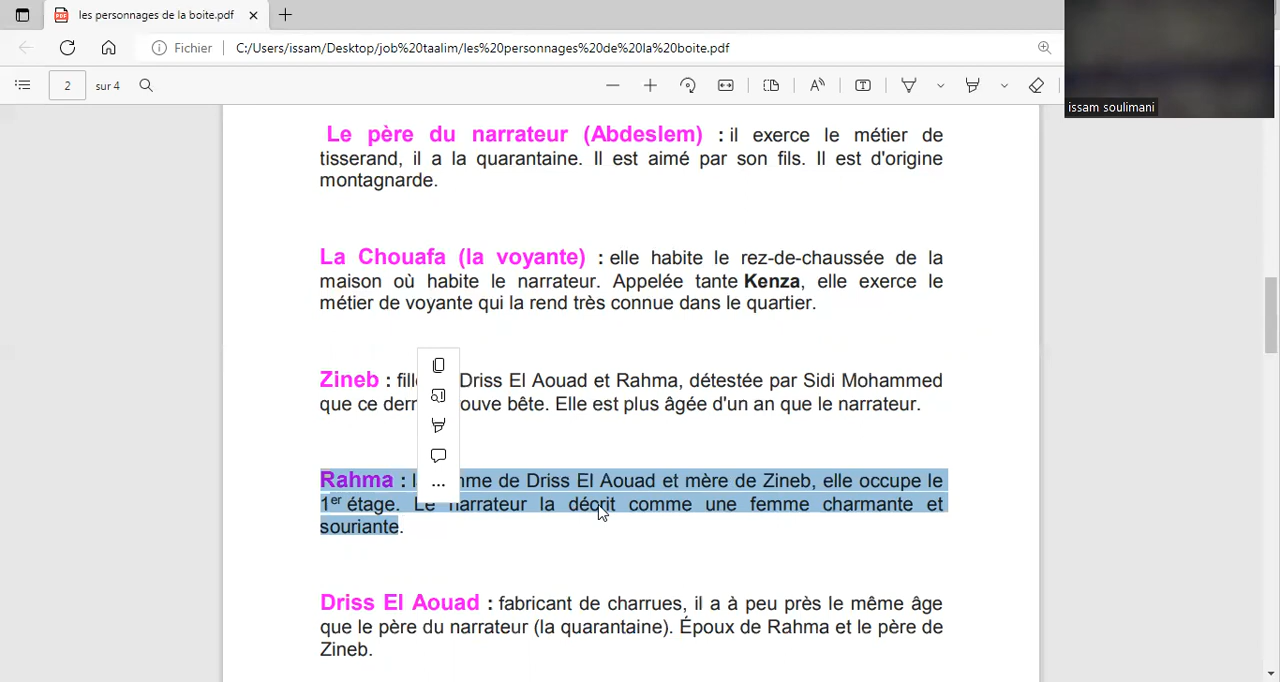 les personnages de la boite.pdf
Fichier
C:/Users/issam/Desktop/job%20taalim/les%20personnages%20de%20la%20boite.pdf
2
sur 4
issam soulimani
Le père du narrateur (Abdeslem) : il exerce le métier de
tisserand, il a la quarantaine. Il est aimé par son fils. Il est d'origine
montagnarde.
La Chouafa (la voyante) : elle habite le rez-de-chaussée de la
maison où habite le narrateur. Appelée tante Kenza, elle exerce le
métier de voyante qui la rend très connue dans le quartier.
Zineb : Driss El Aouad et Rahma, détestée par Sidi Mohammed
que ce bête. Elle est plus âgée d'un an que le narrateur.
Rahma : de Driss El Aouad et mère de Zineb, elle occupe le
1er étage. Le narrateur la décrit comme une femme charmante et
souriante.
Driss El Aouad : fabricant de charrues, il a à peu près le même âge
que le père du narrateur (la quarantaine). Époux de Rahma et le père de
Zineb.